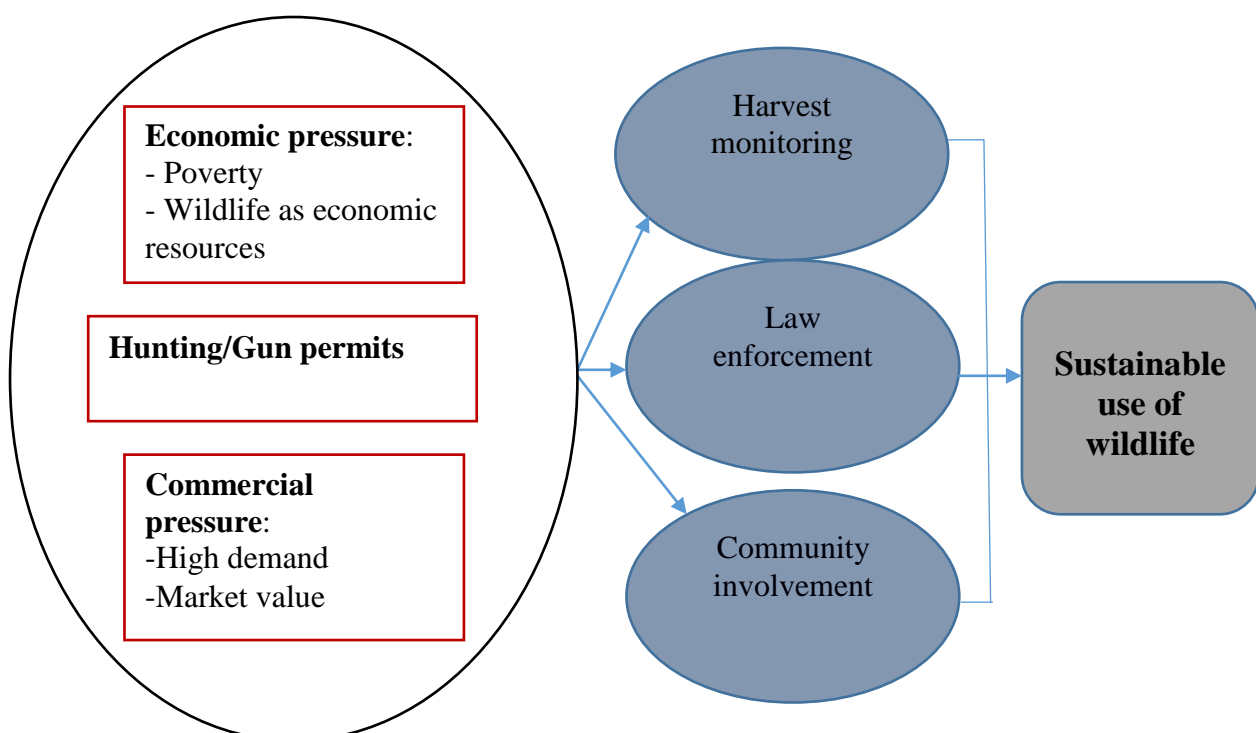 Economic pressure:
- Poverty
- Wildlife as economic
resources
Hunting/Gun permits
Commercial
pressure:
-High demand
-Market value
Harvest
monitoring
Law
enforcement
Community
involvement
Sustainable
use of
wildlife